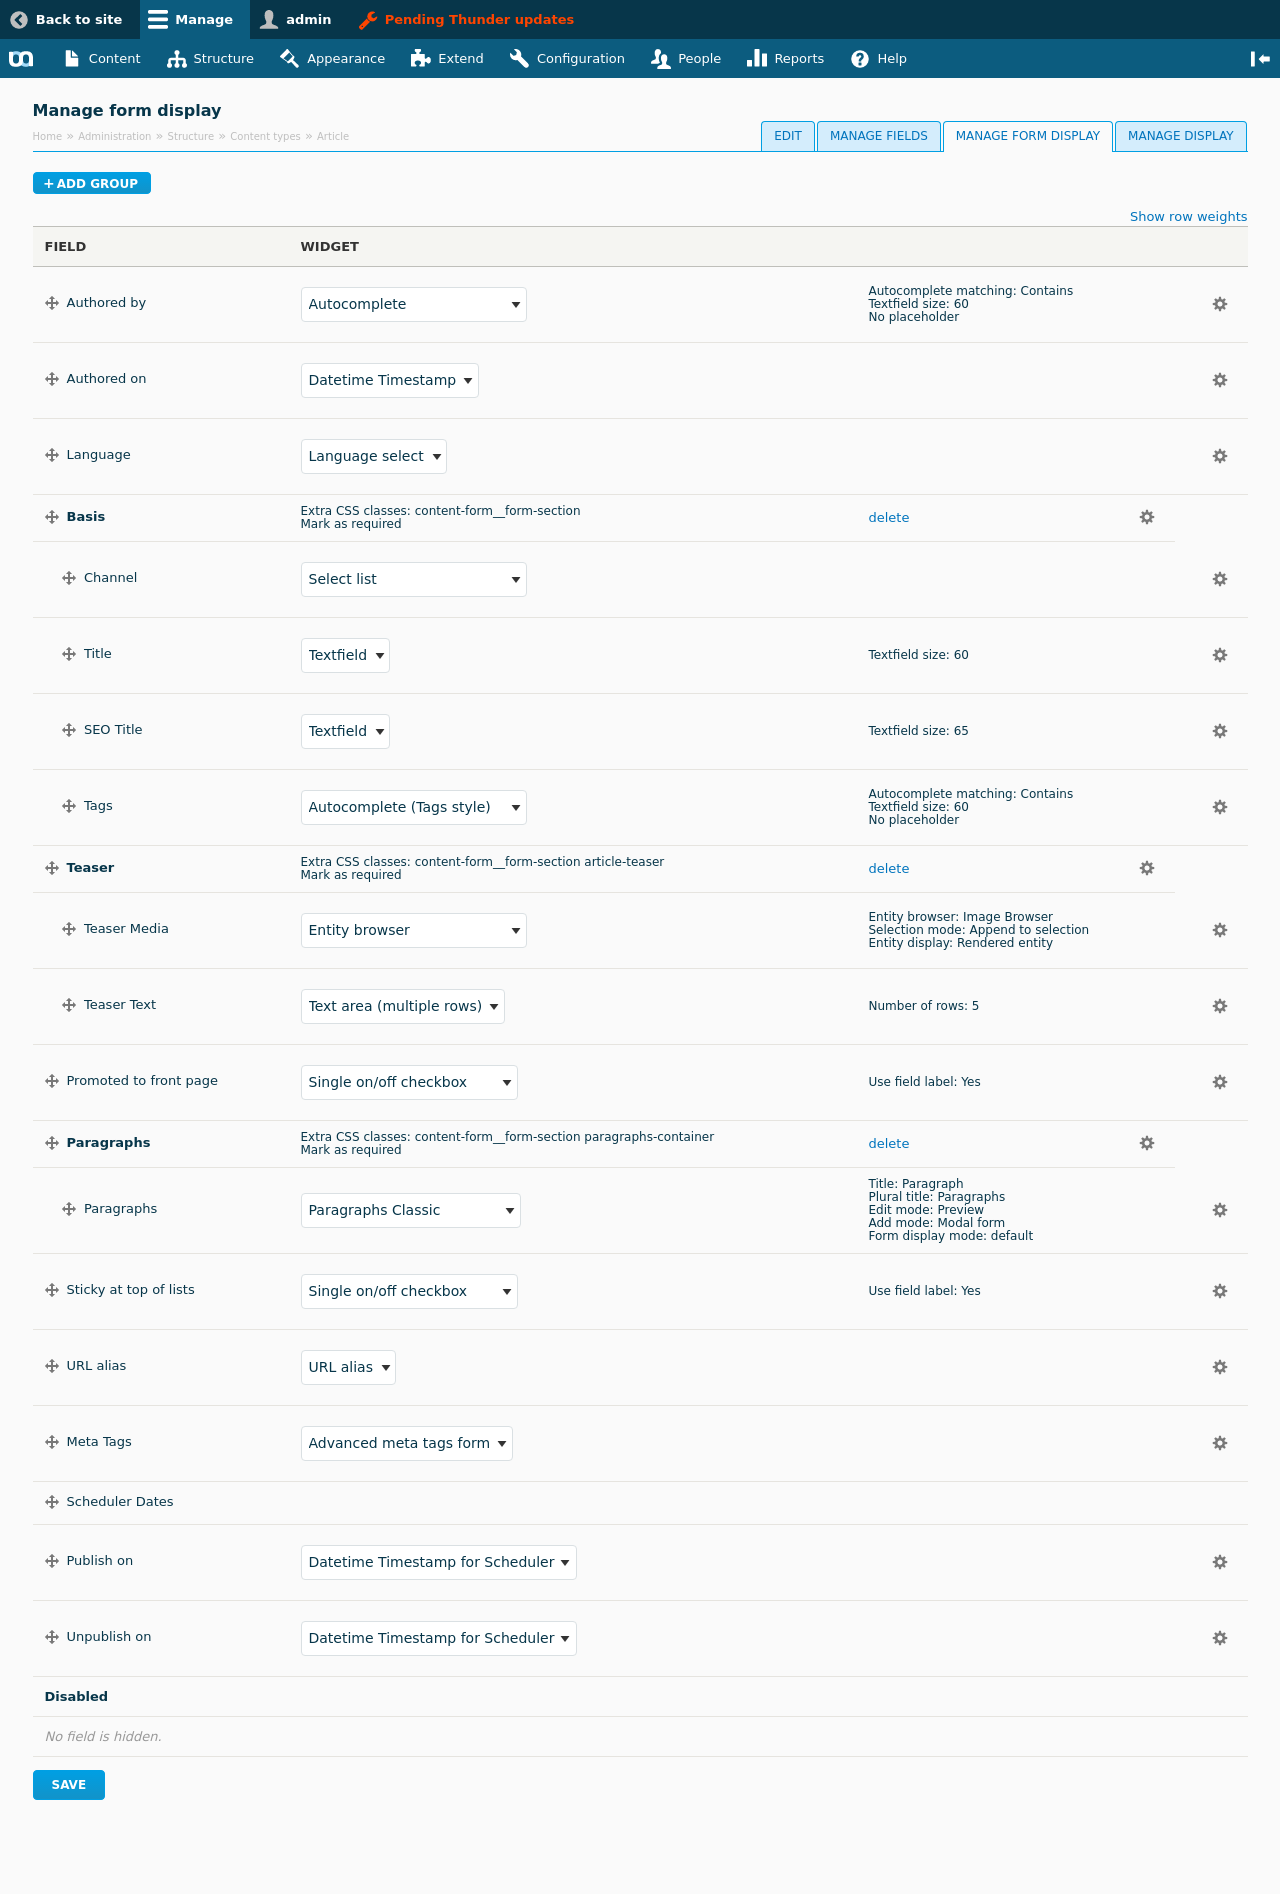 Back to site
Manage
admin
Pending Thunder updates
Content
Structure
Appearance
Extend
Configuration
People
Reports
Help
Manage form display
Home » Administration » Structure » Content types » Article
EDIT
MANAGE FIELDS
MANAGE FORM DISPLAY
MANAGE DISPLAY
+ ADD GROUP
Show row weights
FIELD
WIDGET
Authored by
Autocomplete
Autocomplete matching: Contains
Textfield size: 60
No placeholder
Authored on
Datetime Timestamp
Language
Language select
Basis
Extra CSS classes: content-form__form-section
Mark as required
delete
Channel
Select list
Title
Textfield
Textfield size: 60
SEO Title
Textfield
Textfield size: 65
Tags
Autocomplete (Tags style)
Autocomplete matching: Contains
Textfield size: 60
No placeholder
Teaser
Extra CSS classes: content-form__form-section article-teaser
Mark as required
delete
Teaser Media
Entity browser
Entity browser: Image Browser
Selection mode: Append to selection
Entity display: Rendered entity
Teaser Text
Text area (multiple rows)
Number of rows: 5
Promoted to front page
Single on/off checkbox
Use field label: Yes
Paragraphs
Extra CSS classes: content-form__form-section paragraphs-container
Mark as required
delete
Paragraphs
Paragraphs Classic
Title: Paragraph
Plural title: Paragraphs
Edit mode: Preview
Add mode: Modal form
Form display mode: default
Sticky at top of lists
Single on/off checkbox
Use field label: Yes
URL alias
URL alias
Meta Tags
Advanced meta tags form
Scheduler Dates
Publish on
Datetime Timestamp for Scheduler
Unpublish on
Datetime Timestamp for Scheduler
Disabled
No field is hidden.
SAVE